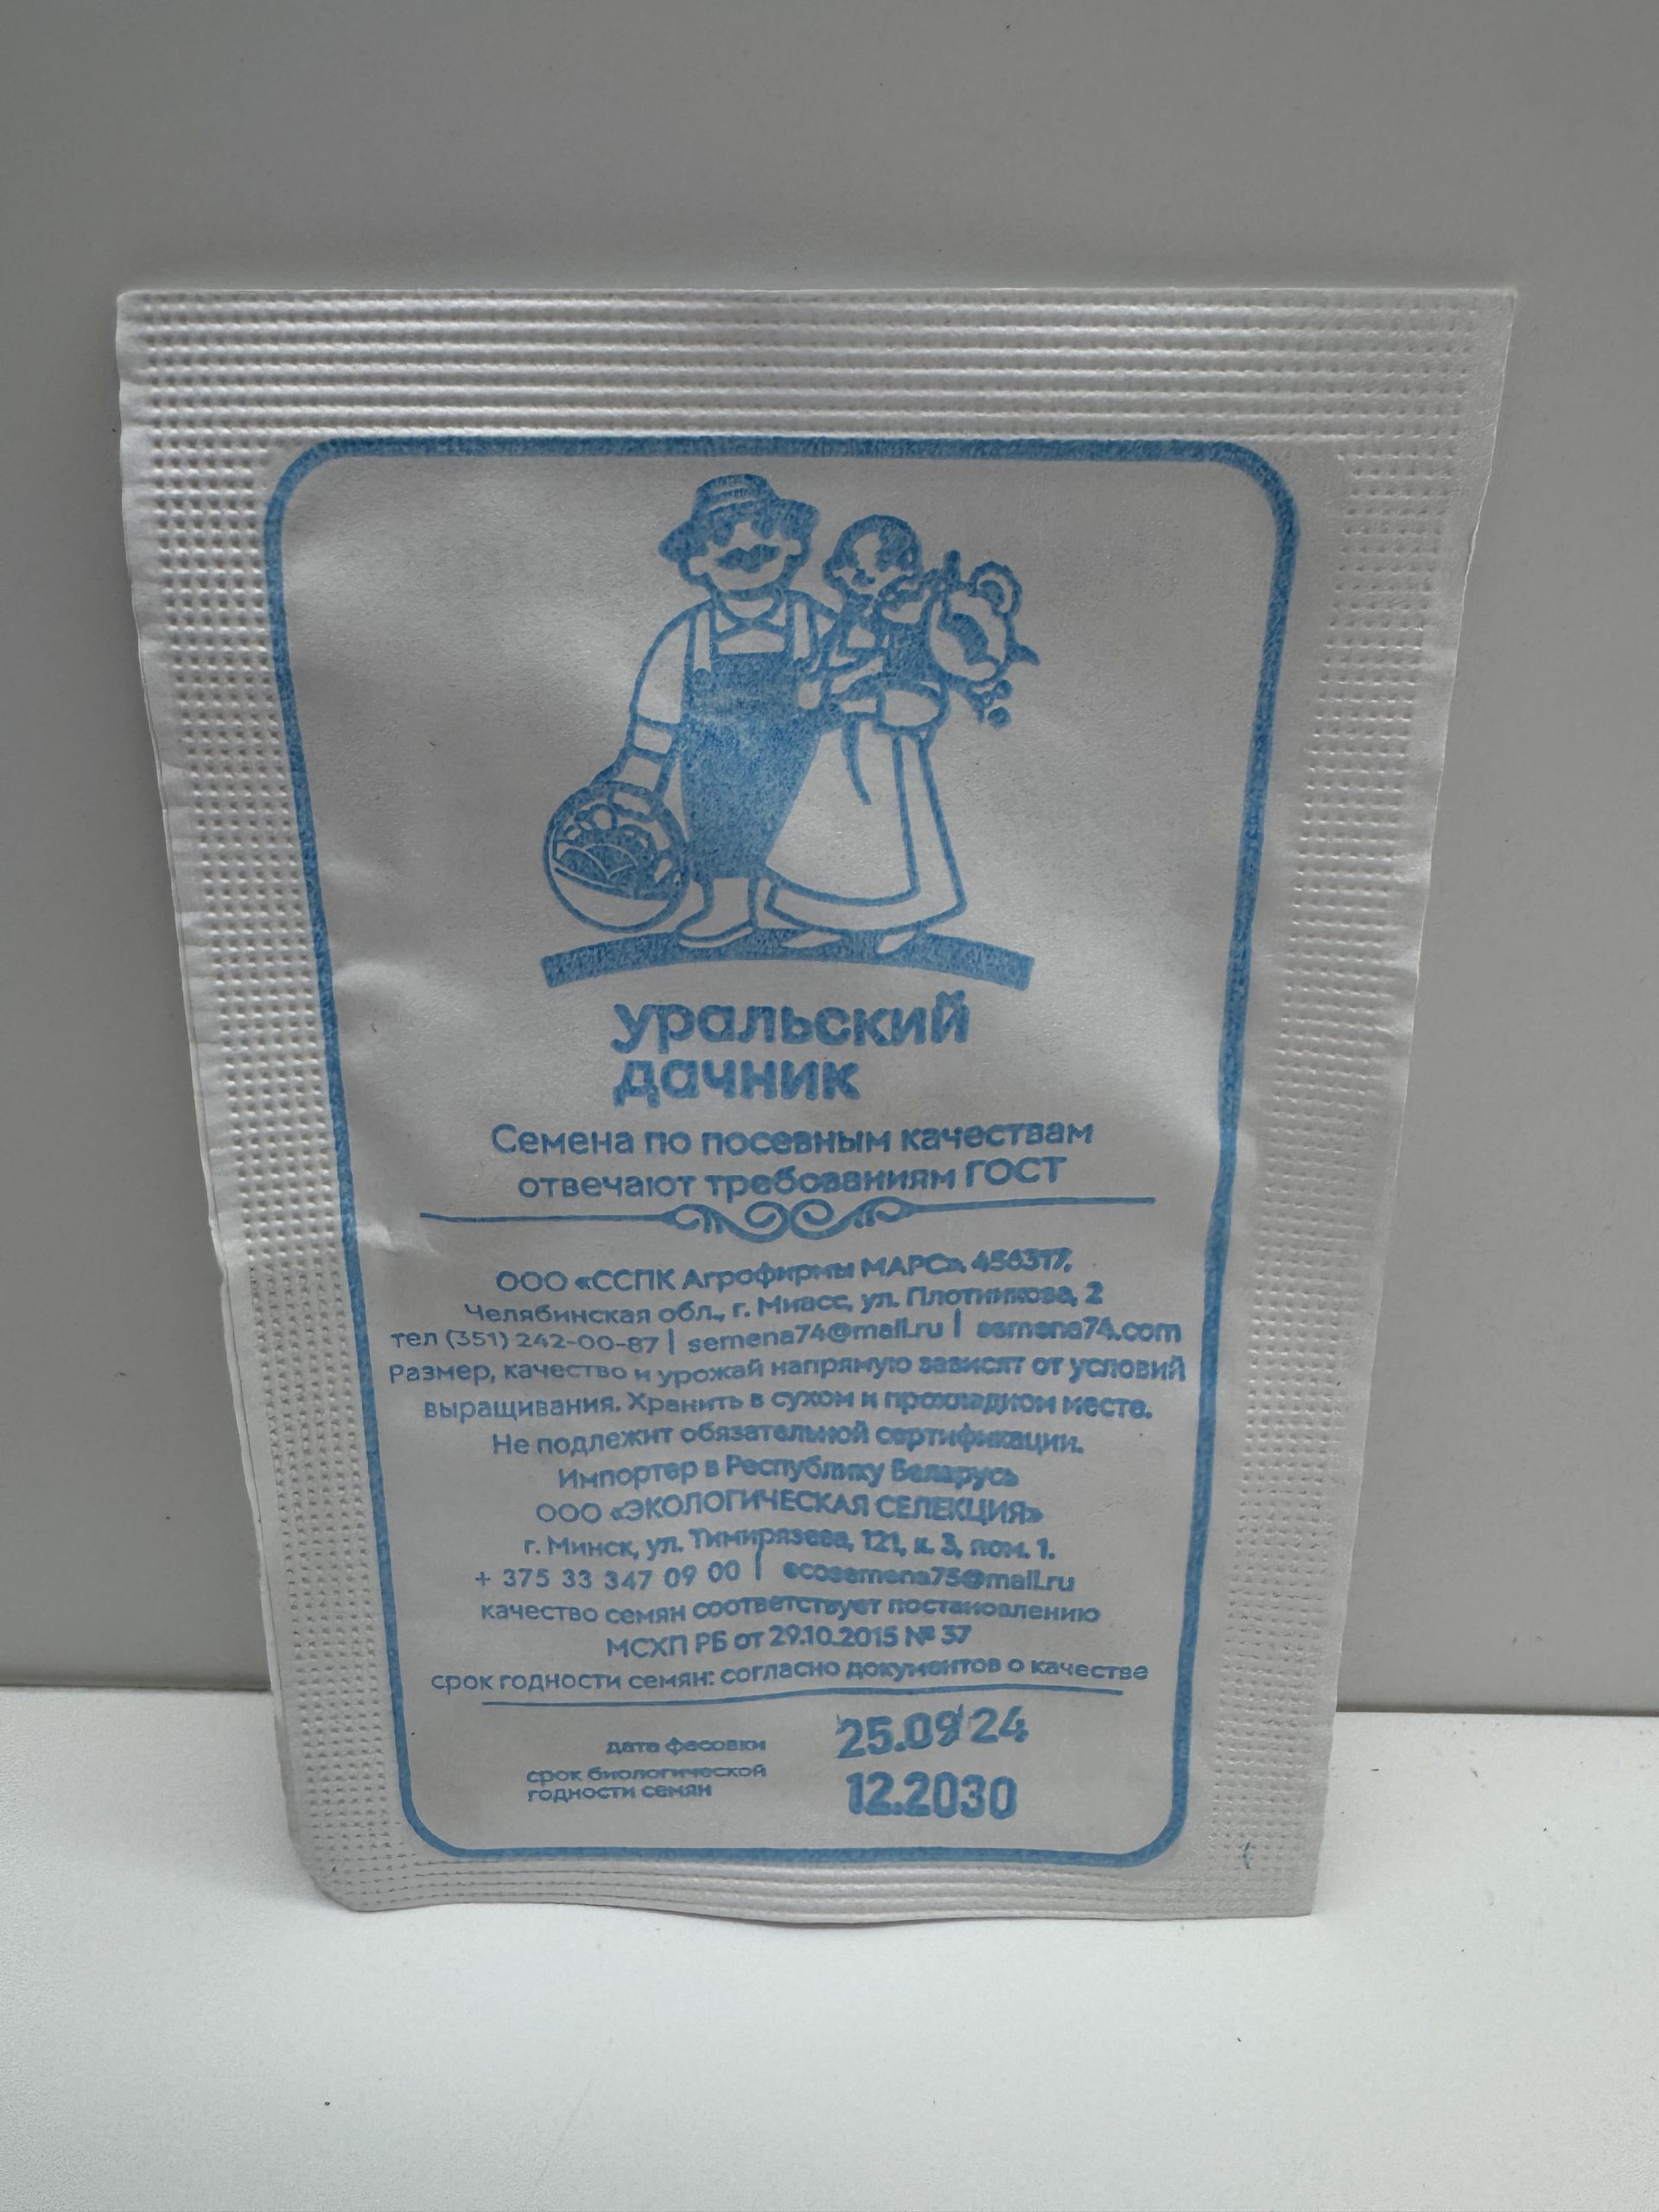 уральский
дачник
Семена по посевным качествам
отвечают требованиям ГОСТ
ООО «ССПК Агрофирмы МАРС», 456317,
Челябинская обл., г. Миасс, ул. Плотникова, 2
тел (351) 242-00-87 | semena74@mail.ru | semena74.com
Размер, качество и урожай напрямую зависят от условий
выращивания. Хранить в сухом и прохладном месте.
Не подлежит обязательной сертификации.
Импортер в Республику Беларусь
ООО «ЭКОЛОГИЧЕСКАЯ СЕЛЕКЦИЯ»
г. Минск, ул. Тимирязева, 121, к. 3, пом. 1.
+ 375 33 347 09 00 | ecosemena75@mail.ru
качество семян соответствует постановлению
МСХП РБ от 29.10.2015 № 37
срок годности семян: согласно документов о качестве
дата фасовки 25.09 24
срок биологической
годности семян 12.2030